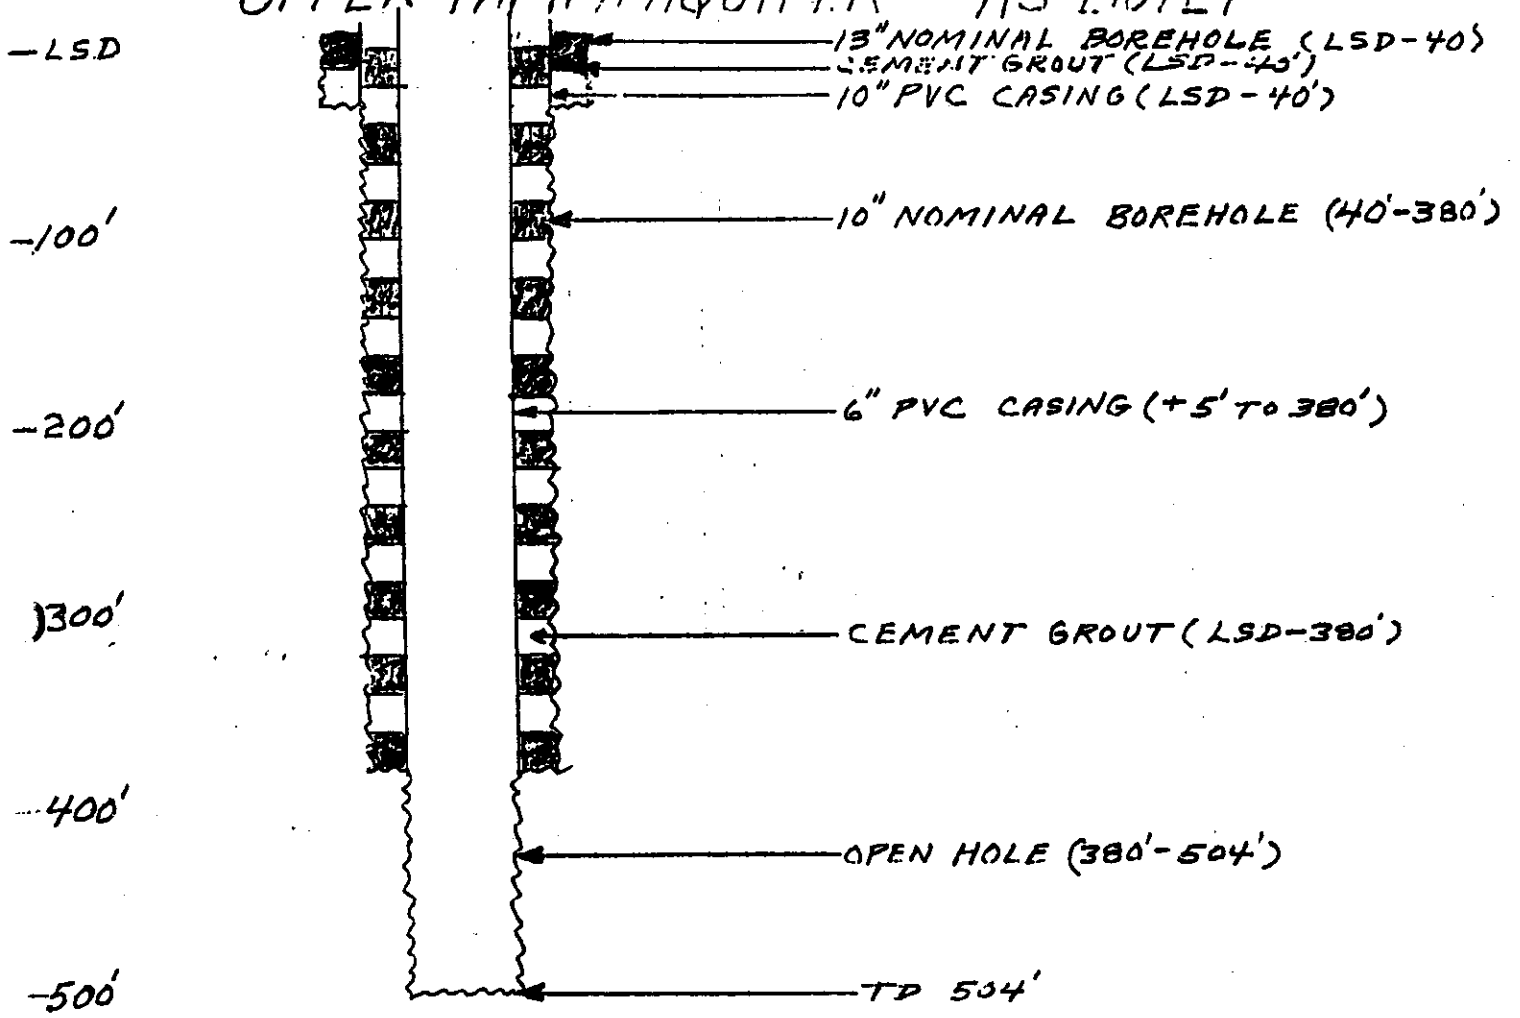 UPPER
-LSD
13" NOMINAL BOREHOLE (LSD-40)
CEMENT GROUT (LSD-40')
10" PVC CASING (LSD-40')
-100'
10" NOMINAL BOREHOLE (40'-380')
-200'
6" PVC CASING (+5' TO 380')
300'
CEMENT GROUT (LSD-380')
-400'
OPEN HOLE (380'-504')
-500'
TD 504'